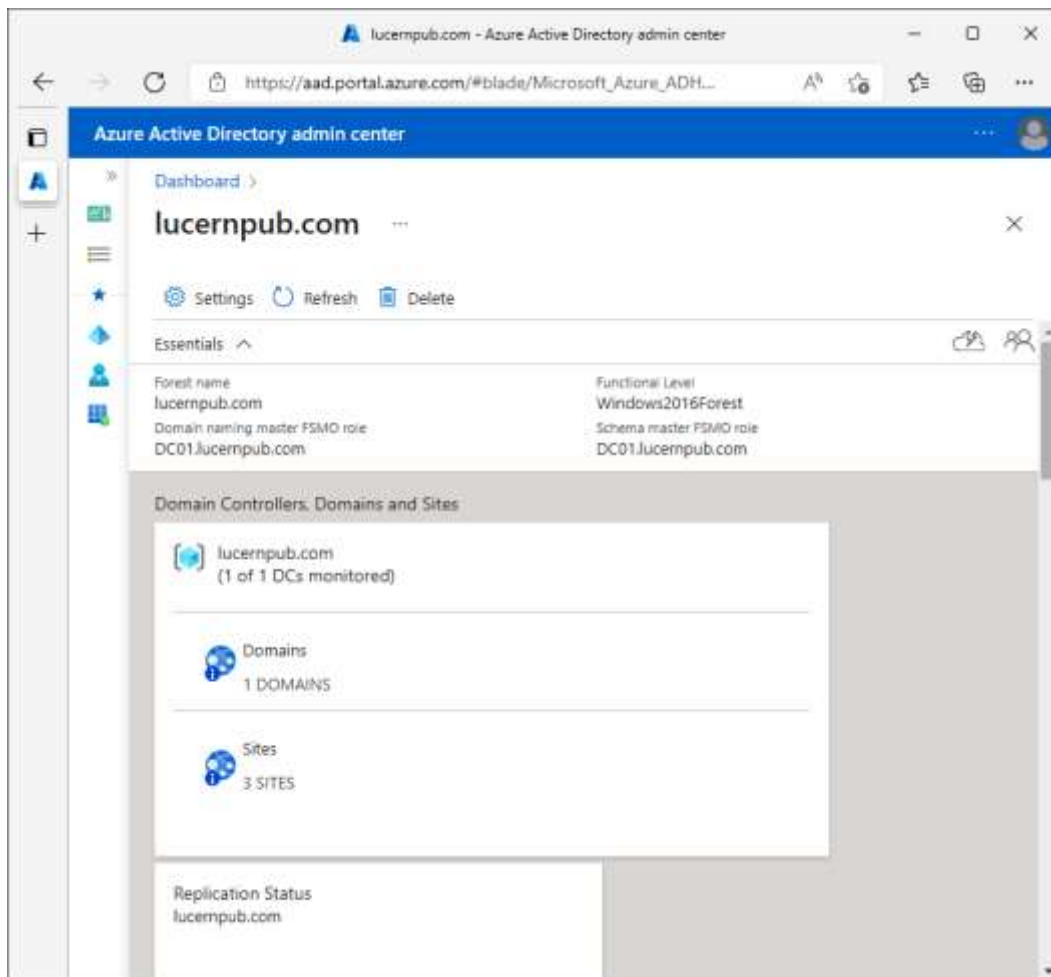 lucernpub.com - Azure Active Directory admin center
https://aad.portal.azure.com/#blade/Microsoft_Azure_ADH...
Azure Active Directory admin center
Dashboard >
lucernpub.com ...
Settings Refresh Delete
Essentials
Forest name
lucernpub.com
Functional Level
Windows2016Forest
Domain naming master FSMO role
DC01.lucernpub.com
Schema master FSMO role
DC01.lucernpub.com
Domain Controllers, Domains and Sites
lucernpub.com
(1 of 1 DCs monitored)
Domains
1 DOMAINS
Sites
3 SITES
Replication Status
lucernpub.com